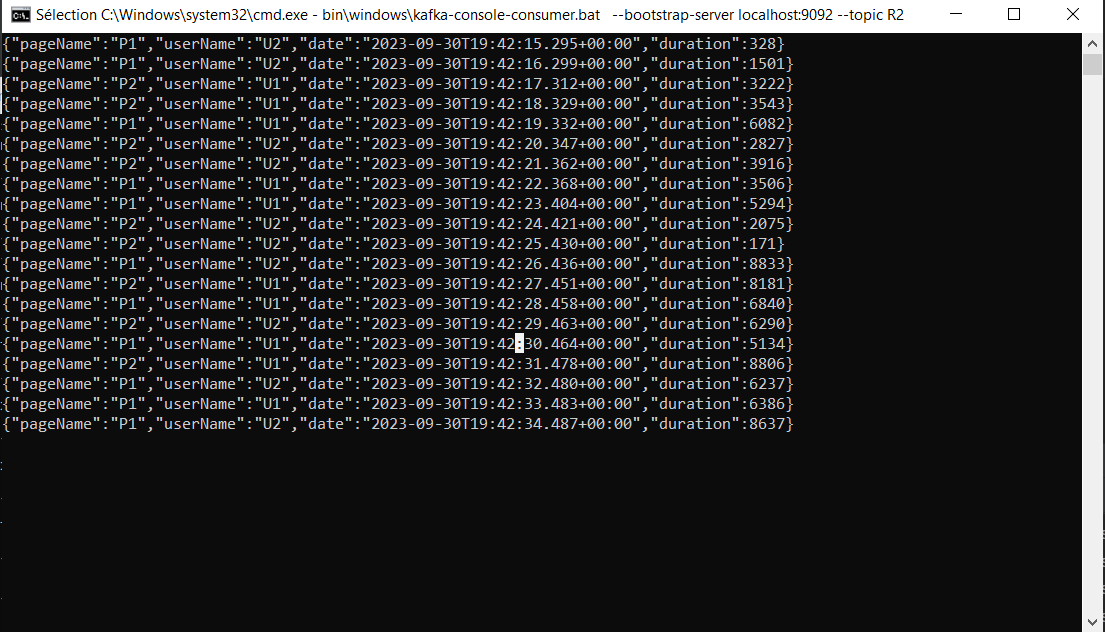 Sélection C:\Windows\system32\cmd.exe - bin\windows\kafka-console-consumer.bat --bootstrap-server localhost:9092 --topic R2
{"pageName":"P1","userName":"U2","date":"2023-09-30T19:42:15.295+00:00","duration":328}
{"pageName":"P1","userName":"U2","date":"2023-09-30T19:42:16.299+00:00","duration":1501}
{"pageName":"P2","userName":"U1","date":"2023-09-30T19:42:17.312+00:00","duration":3222}
{"pageName":"P2","userName":"U1","date":"2023-09-30T19:42:18.329+00:00","duration":3543}
{"pageName":"P1","userName":"U1","date":"2023-09-30T19:42:19.332+00:00","duration":6082}
{"pageName":"P2","userName":"U2","date":"2023-09-30T19:42:20.347+00:00","duration":2827}
{"pageName":"P2","userName":"U2","date":"2023-09-30T19:42:21.362+00:00","duration":3916}
{"pageName":"P1","userName":"U1","date":"2023-09-30T19:42:22.368+00:00","duration":3506}
{"pageName":"P1","userName":"U1","date":"2023-09-30T19:42:23.404+00:00","duration":5294}
{"pageName":"P2","userName":"U2","date":"2023-09-30T19:42:24.421+00:00","duration":2075}
{"pageName":"P2","userName":"U2","date":"2023-09-30T19:42:25.430+00:00","duration":171}
{"pageName":"P1","userName":"U2","date":"2023-09-30T19:42:26.436+00:00","duration":8833}
{"pageName":"P2","userName":"U1","date":"2023-09-30T19:42:27.451+00:00","duration":8181}
{"pageName":"P1","userName":"U1","date":"2023-09-30T19:42:28.458+00:00","duration":6840}
{"pageName":"P2","userName":"U2","date":"2023-09-30T19:42:29.463+00:00","duration":6290}
{"pageName":"P1","userName":"U1","date":"2023-09-30T19:42:30.464+00:00","duration":5134}
{"pageName":"P2","userName":"U1","date":"2023-09-30T19:42:31.478+00:00","duration":8806}
{"pageName":"P1","userName":"U2","date":"2023-09-30T19:42:32.480+00:00","duration":6237}
{"pageName":"P1","userName":"U1","date":"2023-09-30T19:42:33.483+00:00","duration":6386}
{"pageName":"P1","userName":"U2","date":"2023-09-30T19:42:34.487+00:00","duration":8637}